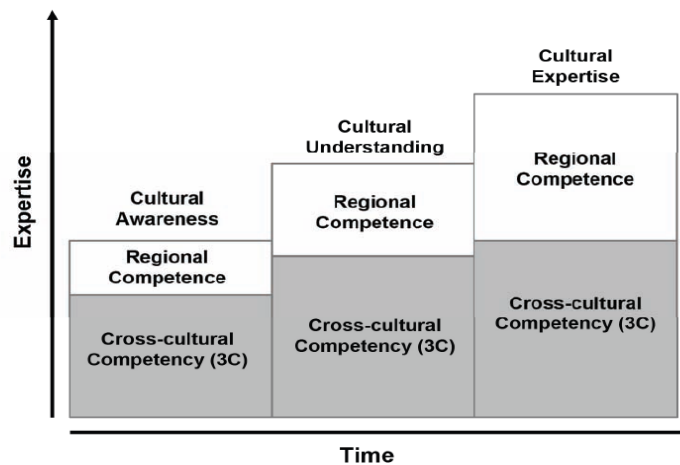 Cultural
Expertise
Cultural
Understanding
Cultural
Awareness
Regional
Competence
Regional
Competence
Regional
Competence
Cross-cultural
Competency (3C)
Cross-cultural
Competency (3C)
Cross-cultural
Competency (3C)
Expertise
Time